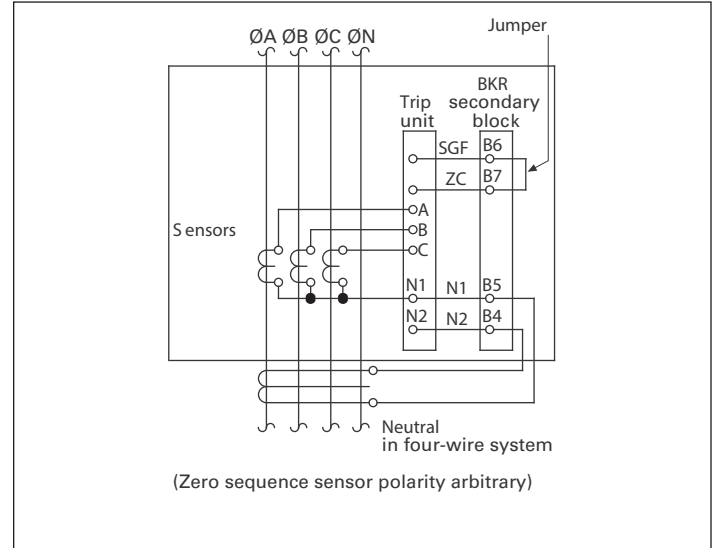 Jumper
ØA ØB ØC ØN
BKR
Trip secondary
unit block
SGF B6
ZC B7
A
B
Sensors
C
N1 N1 B5
N2 N2 B4
Neutral
in four-wire system
(Zero sequence sensor polarity arbitrary)